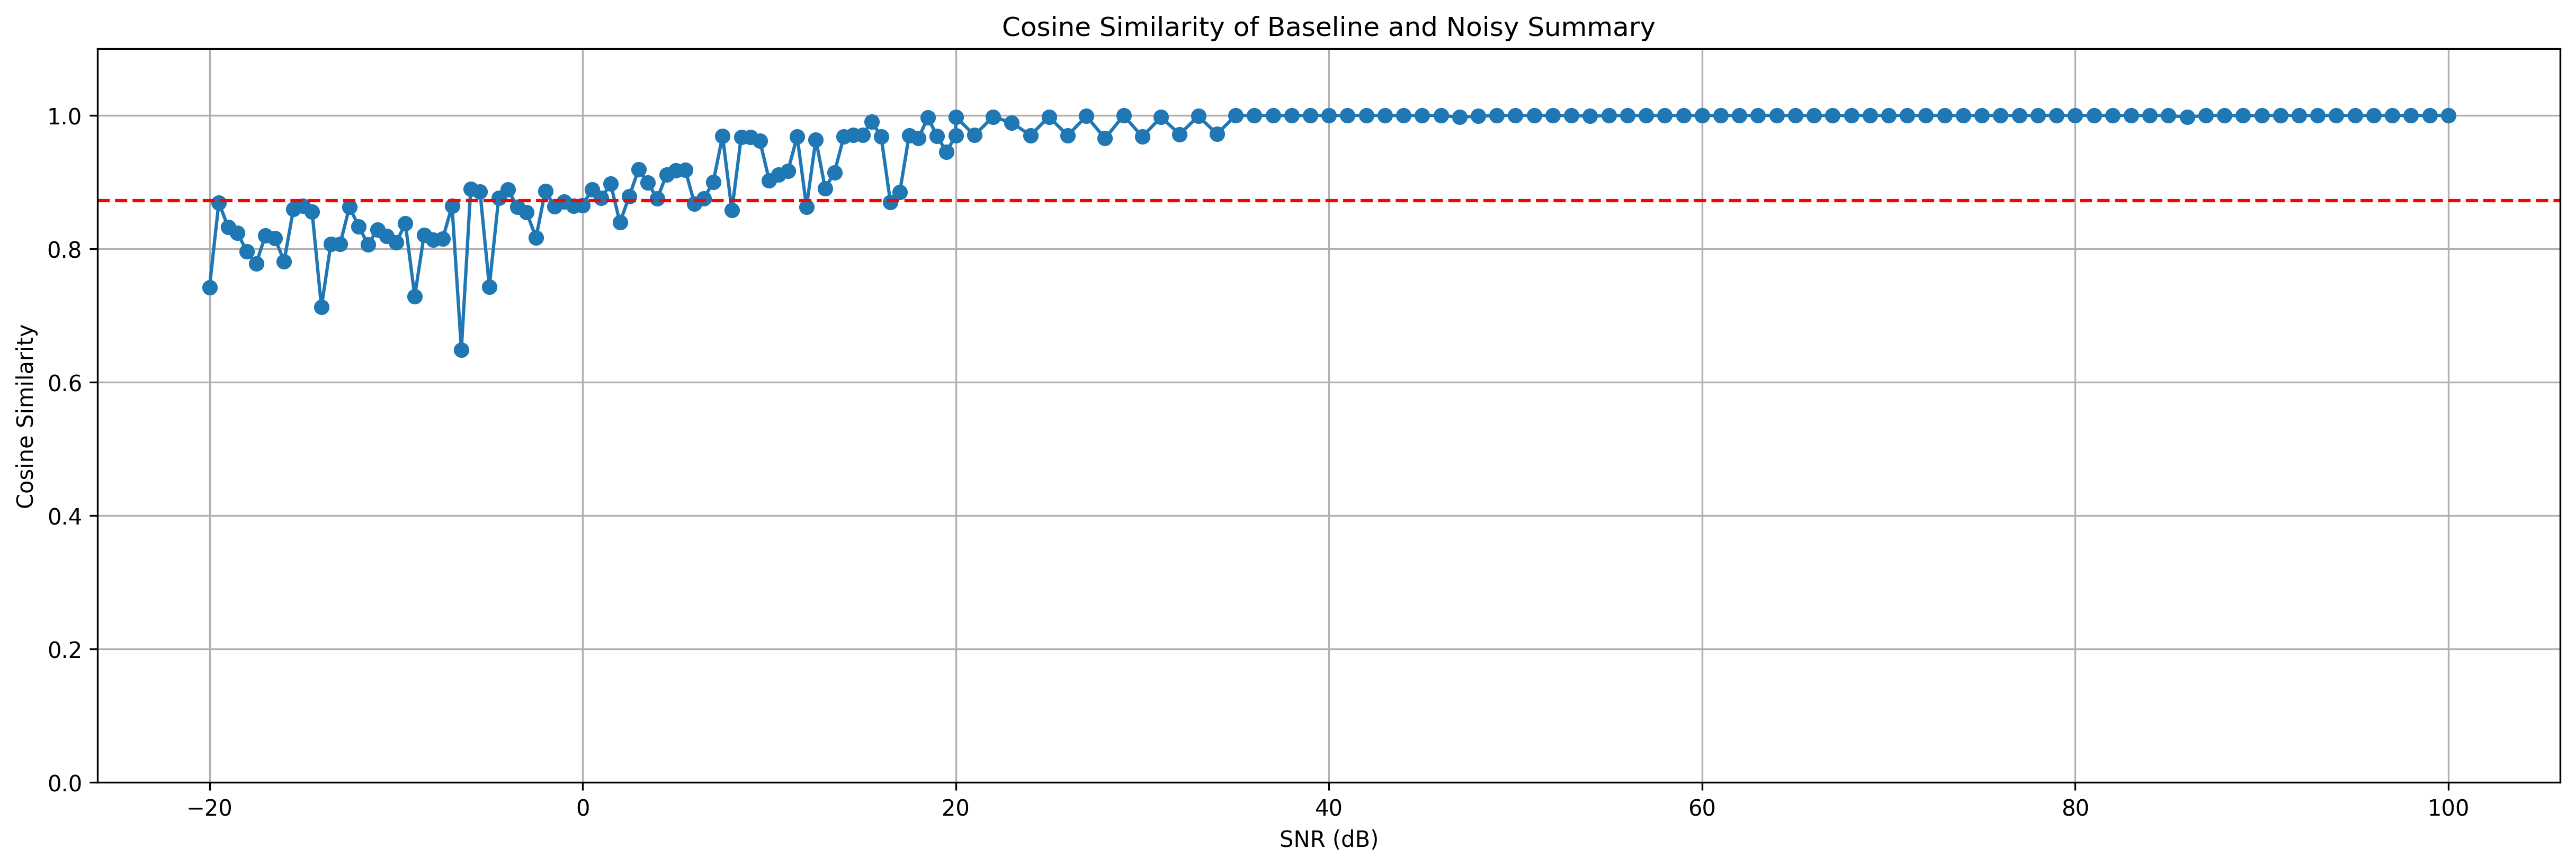 Cosine Similarity of Baseline and Noisy Summary
Cosine Similarity
1.0
0.8
0.6
0.4
0.2
0.0
−20 0 20 40 60 80 100
SNR (dB)